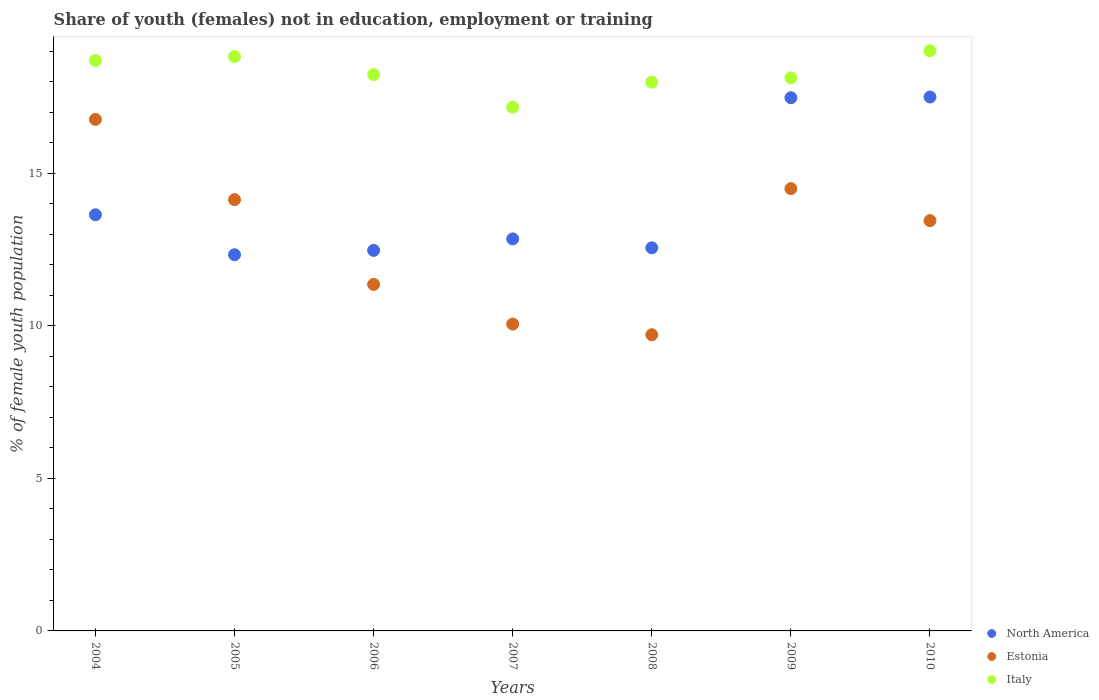 Share of youth (females) not in education, employment or training
% of female youth population
15
10
5
0
2004
2005
2006
2007
2008
2009
2010
Years
North America
Estonia
Italy